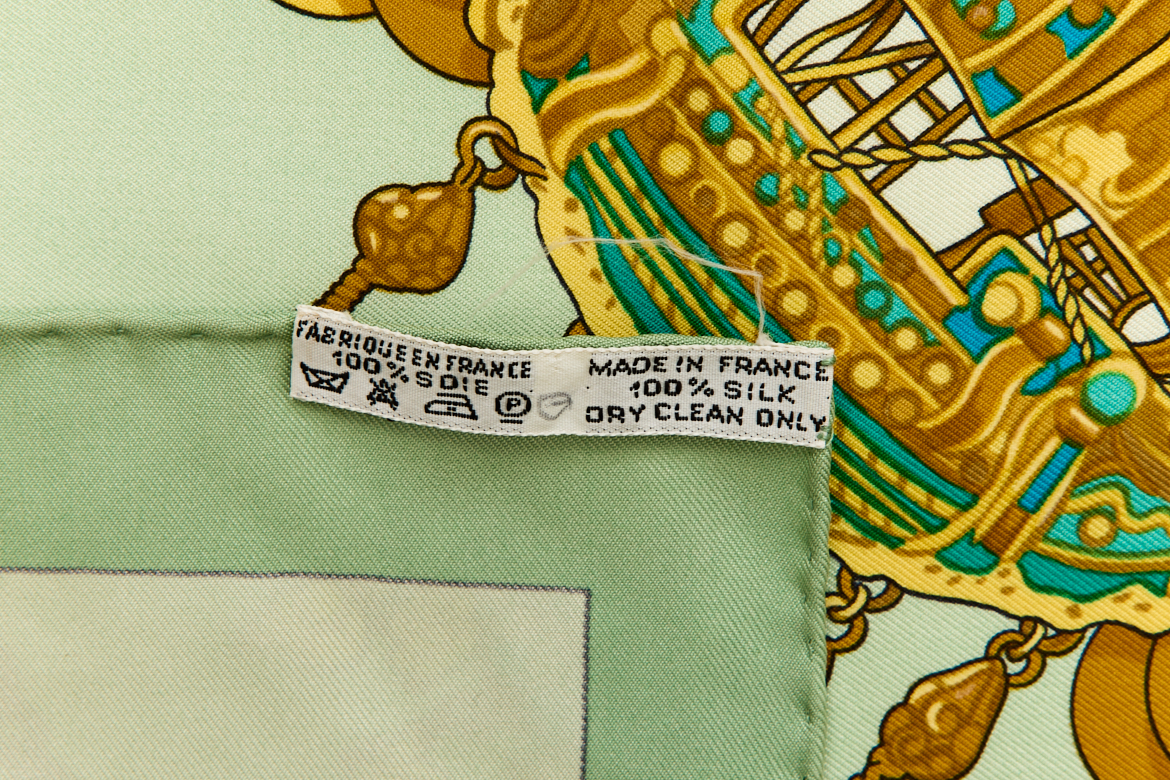 FABRIQUE EN FRANCE
100% SOIE
P
MADE IN FRANCE
100% SILK
DRY CLEAN ONLY